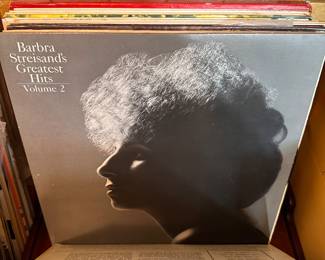 Barbra
Streisand's
Greatest
Hits
Volume 2